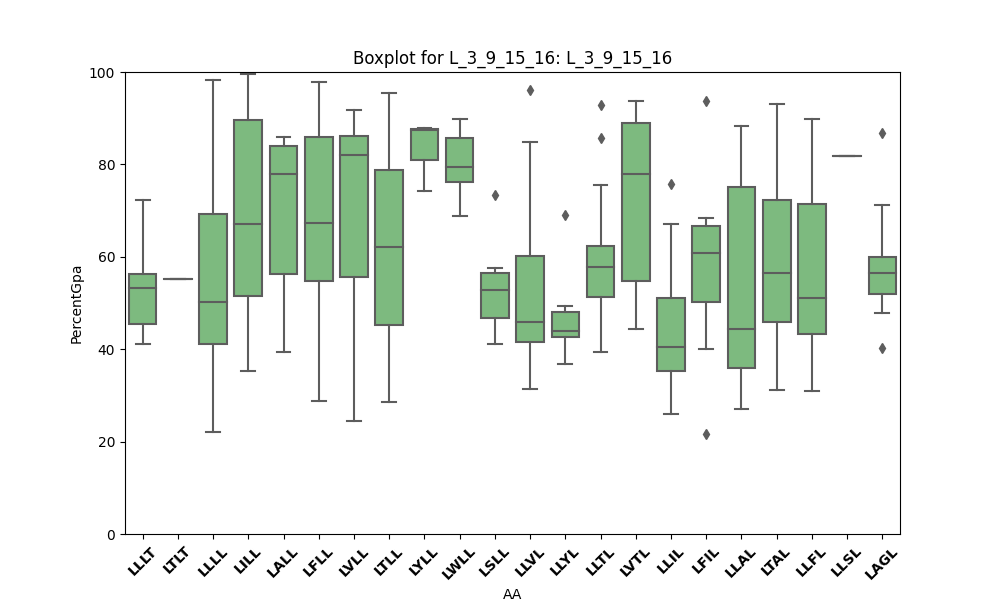 Boxplot for L_3_9_15_16: L_3_9_15_16
PercentGpa
100
80
60
40
20
0
LLLT LTLT LLLL LILL LALL LFLL LVLL LTLL LYLL LWLL LSLL LLVL LLYL LLTL LVTL LLIL LFIL LLAL LTAL LLFL LLSL LAGL
AA